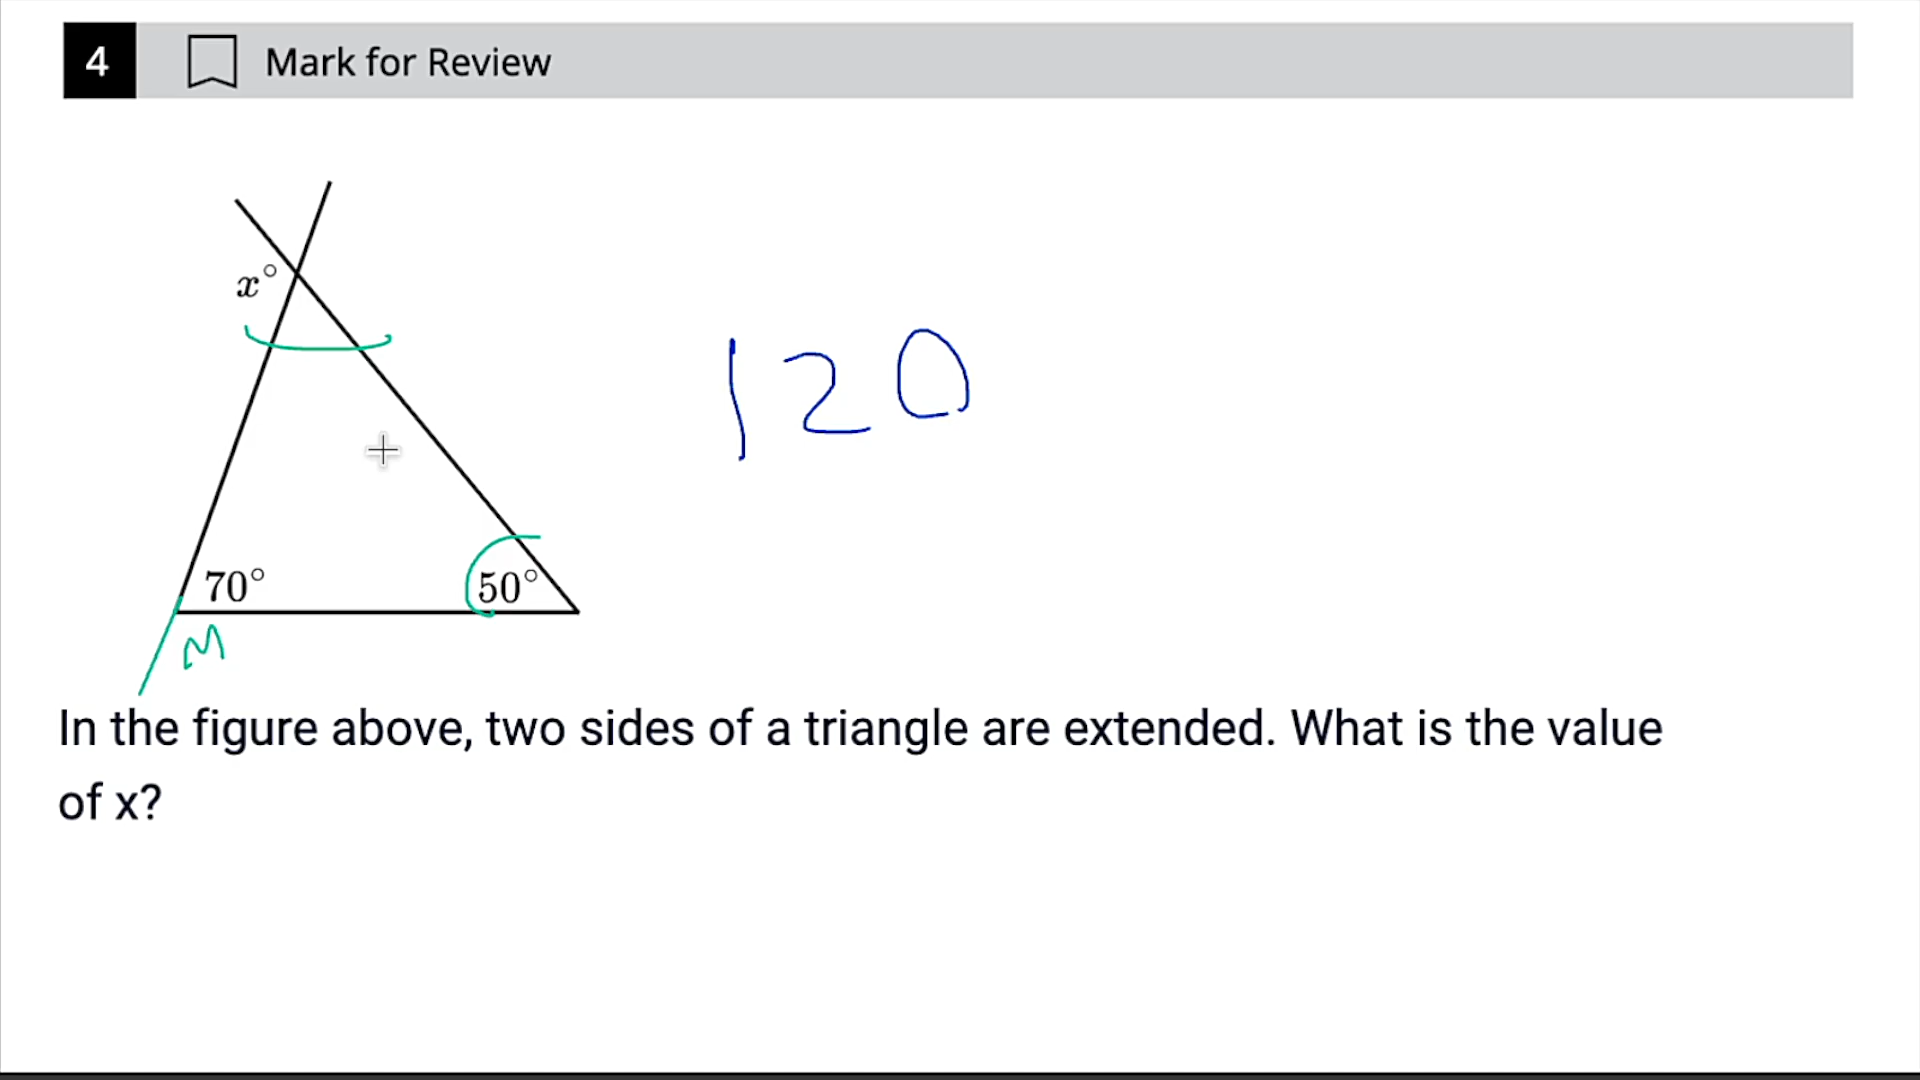 4 Mark for Review
x°
120
70° 50°
M
In the figure above, two sides of a triangle are extended. What is the value
of x?